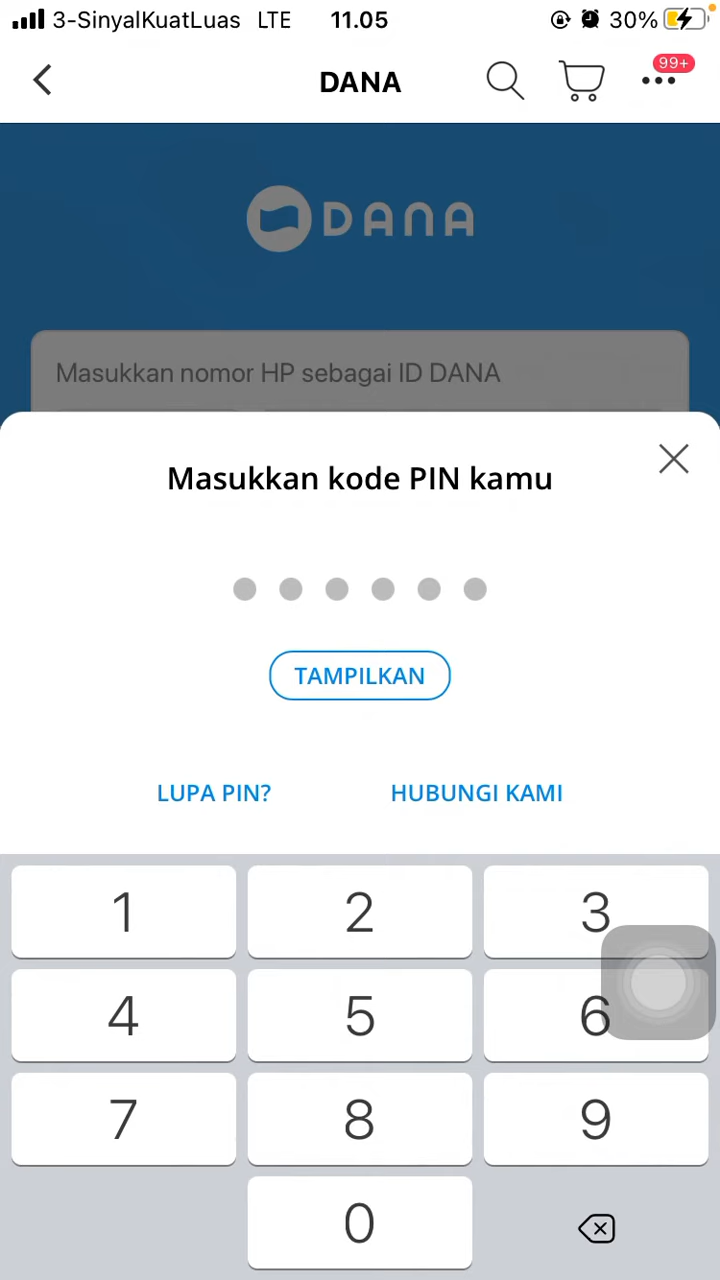 3-SinyalKuatLuas LTE 11.05 30%
DANA 99+
DANA
Masukkan nomor HP sebagai ID DANA
Masukkan kode PIN kamu
TAMPILKAN
LUPA PIN? HUBUNGI KAMI
1 2 3
4 5 6
7 8 9
0